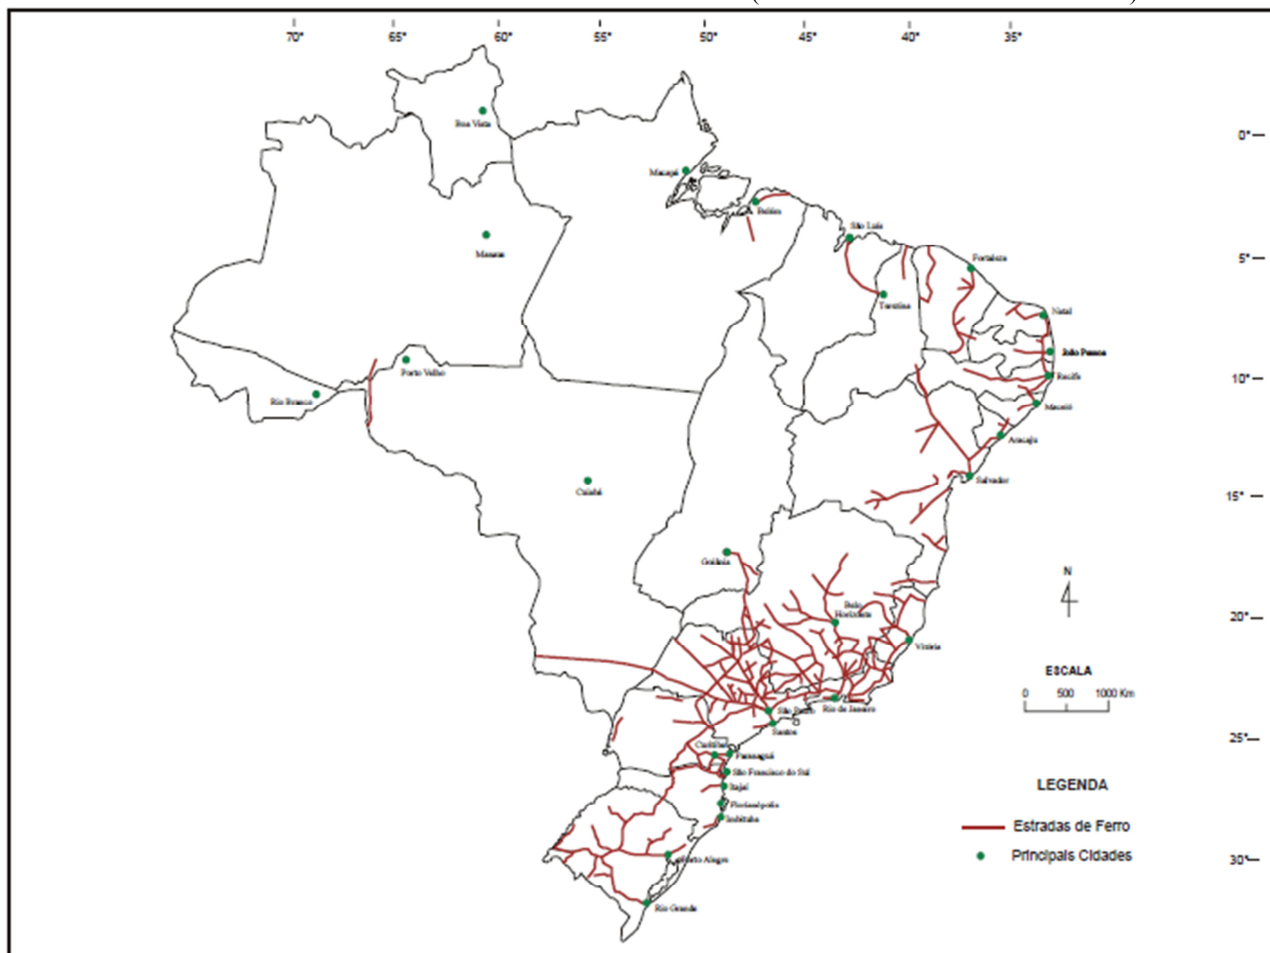 70° 65° 60° 55° 50° 45° 40° 35°
0°
5°
10°
15°
20°
25°
30°
Boa Vista
Macapá
Belém
São Luís
Manaus
Fortaleza
Teresina
Natal
João Pessoa
Porto Velho
Recife
Rio Branco
Maceió
Aracaju
Cuiabá
Salvador
Goiânia
Belo
Horizonte
Vitória
São Paulo
Rio de Janeiro
Santos
Curitiba
Paranaguá
São Francisco do Sul
Itajaí
Florianópolis
Imbituba
Porto Alegre
Rio Grande
N
ESCALA
0 500 1000 Km
LEGENDA
Estradas de Ferro
Principais Cidades